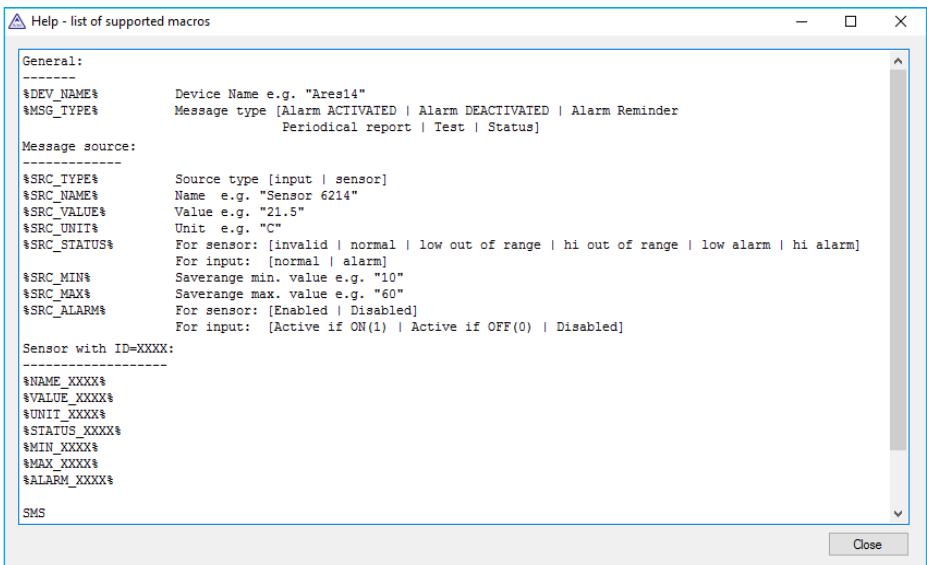 Help - list of supported macros
General:
-------
%DEV_NAME% Device Name e.g. "Ares14"
%MSG_TYPE% Message type [Alarm ACTIVATED | Alarm DEACTIVATED | Alarm Reminder
Periodical report | Test | Status]
Message source:
-------------
%SRC_TYPE% Source type [input | sensor]
%SRC_NAME% Name  e.g. "Sensor 6214"
%SRC_VALUE% Value e.g. "21.5"
%SRC_UNIT% Unit  e.g. "C"
%SRC_STATUS% For sensor: [invalid | normal | low out of range | hi out of range | low alarm | hi alarm]
For input:  [normal | alarm]
%SRC_MIN% Saverange min. value e.g. "10"
%SRC_MAX% Saverange max. value e.g. "60"
%SRC_ALARM% For sensor: [Enabled | Disabled]
For input:  [Active if ON(1) | Active if OFF(0) | Disabled]
Sensor with ID=XXXX:
-------------------
%NAME_XXXX%
%VALUE_XXXX%
%UNIT_XXXX%
%STATUS_XXXX%
%MIN_XXXX%
%MAX_XXXX%
%ALARM_XXXX%
SMS
Close